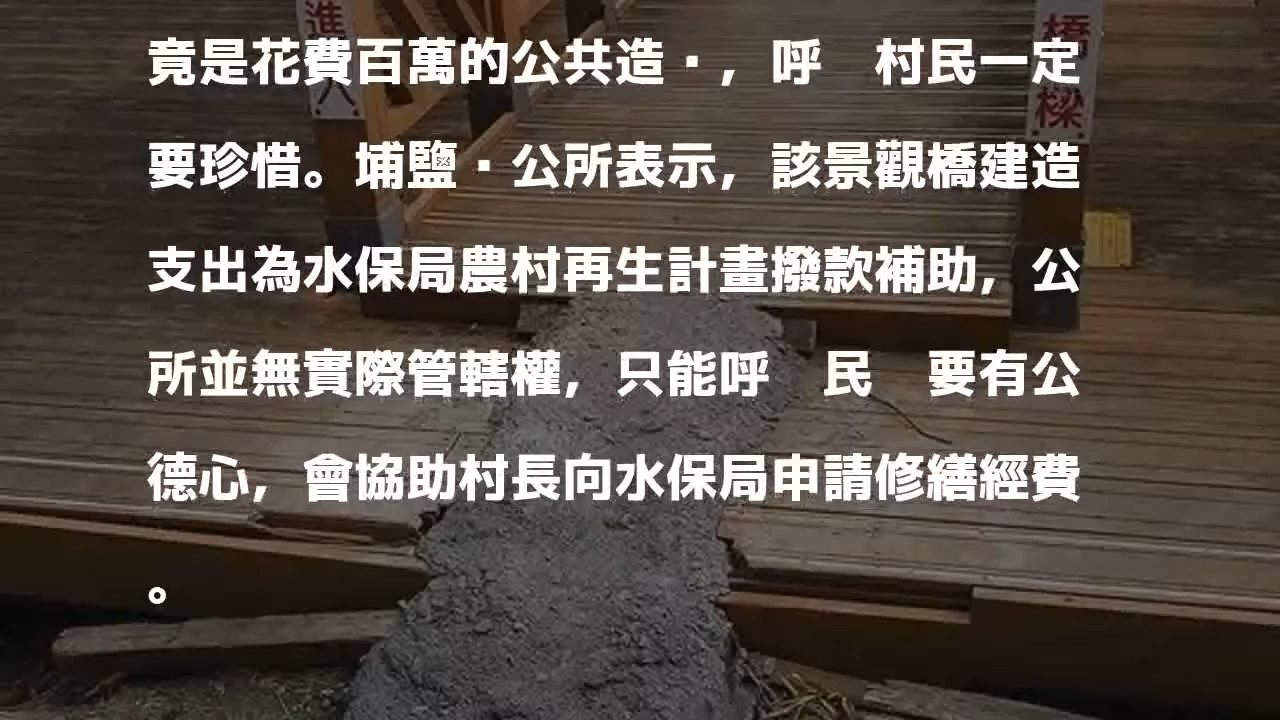 進
入
橋
樑
竟是花費百萬的公共造·，呼　村民一定
要珍惜。埔鹽·公所表示，該景觀橋建造
支出為水保局農村再生計畫撥款補助，公
所並無實際管轄權，只能呼　民　要有公
德心，會協助村長向水保局申請修繕經費
。